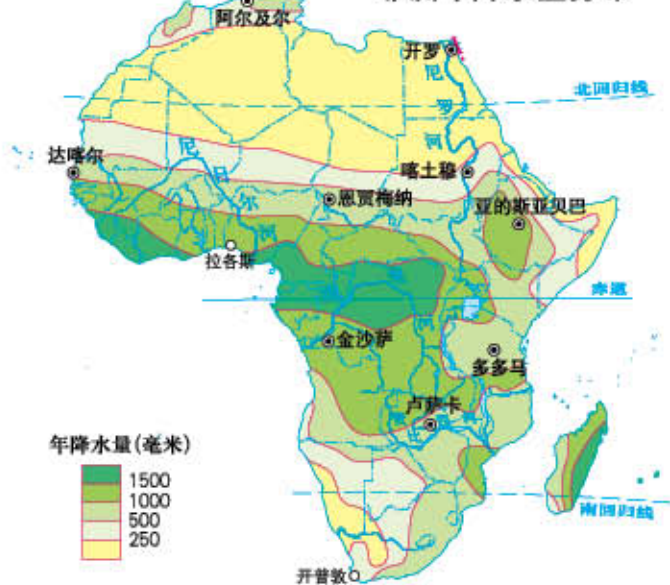 阿尔及尔
开罗
尼罗河
北回归线
达喀尔
尼日尔河
喀土穆
恩贾梅纳
亚的斯亚贝巴
拉各斯
赤道
金沙萨
多多马
卢萨卡
年降水量(毫米)
1500
1000
500
250
南回归线
开普敦